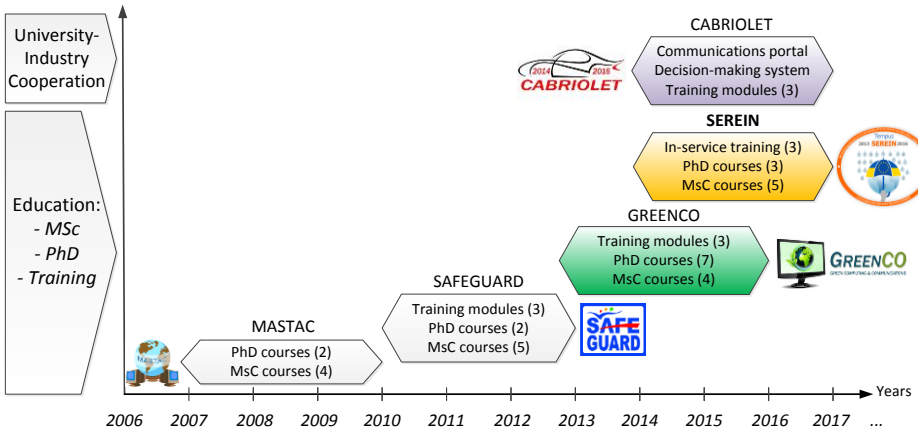 University-
Industry
Cooperation
Education:
- MSc
- PhD
- Training
CABRIOLET
2014 2016
CABRIOLET
Communications portal
Decision-making system
Training modules (3)
SEREIN
In-service training (3)
PhD courses (3)
MsC courses (5)
Tempus
2013 SEREIN 2016
GREENCO
Training modules (3)
PhD courses (7)
MsC courses (4)
GREENCO
GREEN COMPUTING & COMMUNICATIONS
SAFEGUARD
Training modules (3)
PhD courses (2)
MsC courses (5)
SAFE
GUARD
MASTAC
MASTAC
PhD courses (2)
MsC courses (4)
Years
2006 2007 2008 2009 2010 2011 2012 2013 2014 2015 2016 2017 ...